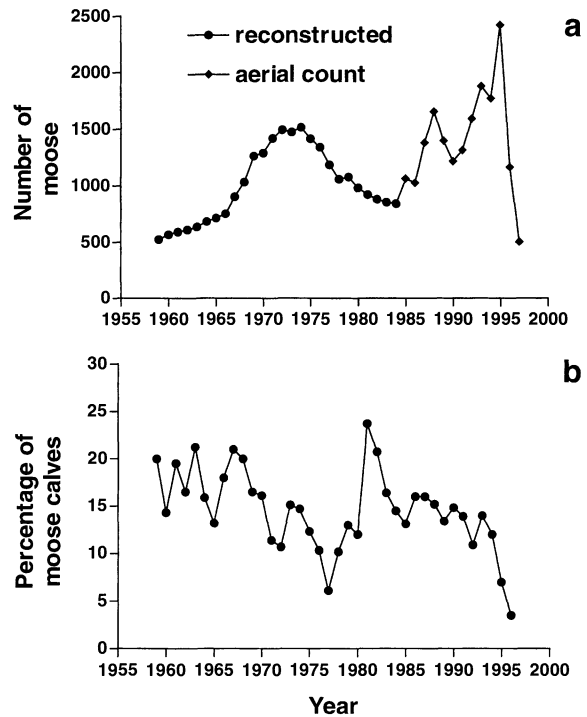 a
reconstructed
aerial count
Number of
moose
2500
2000
1500
1000
500
0
1955 1960 1965 1970 1975 1980 1985 1990 1995 2000
b
Percentage of
moose calves
30
25
20
15
10
5
0
1955 1960 1965 1970 1975 1980 1985 1990 1995 2000
Year